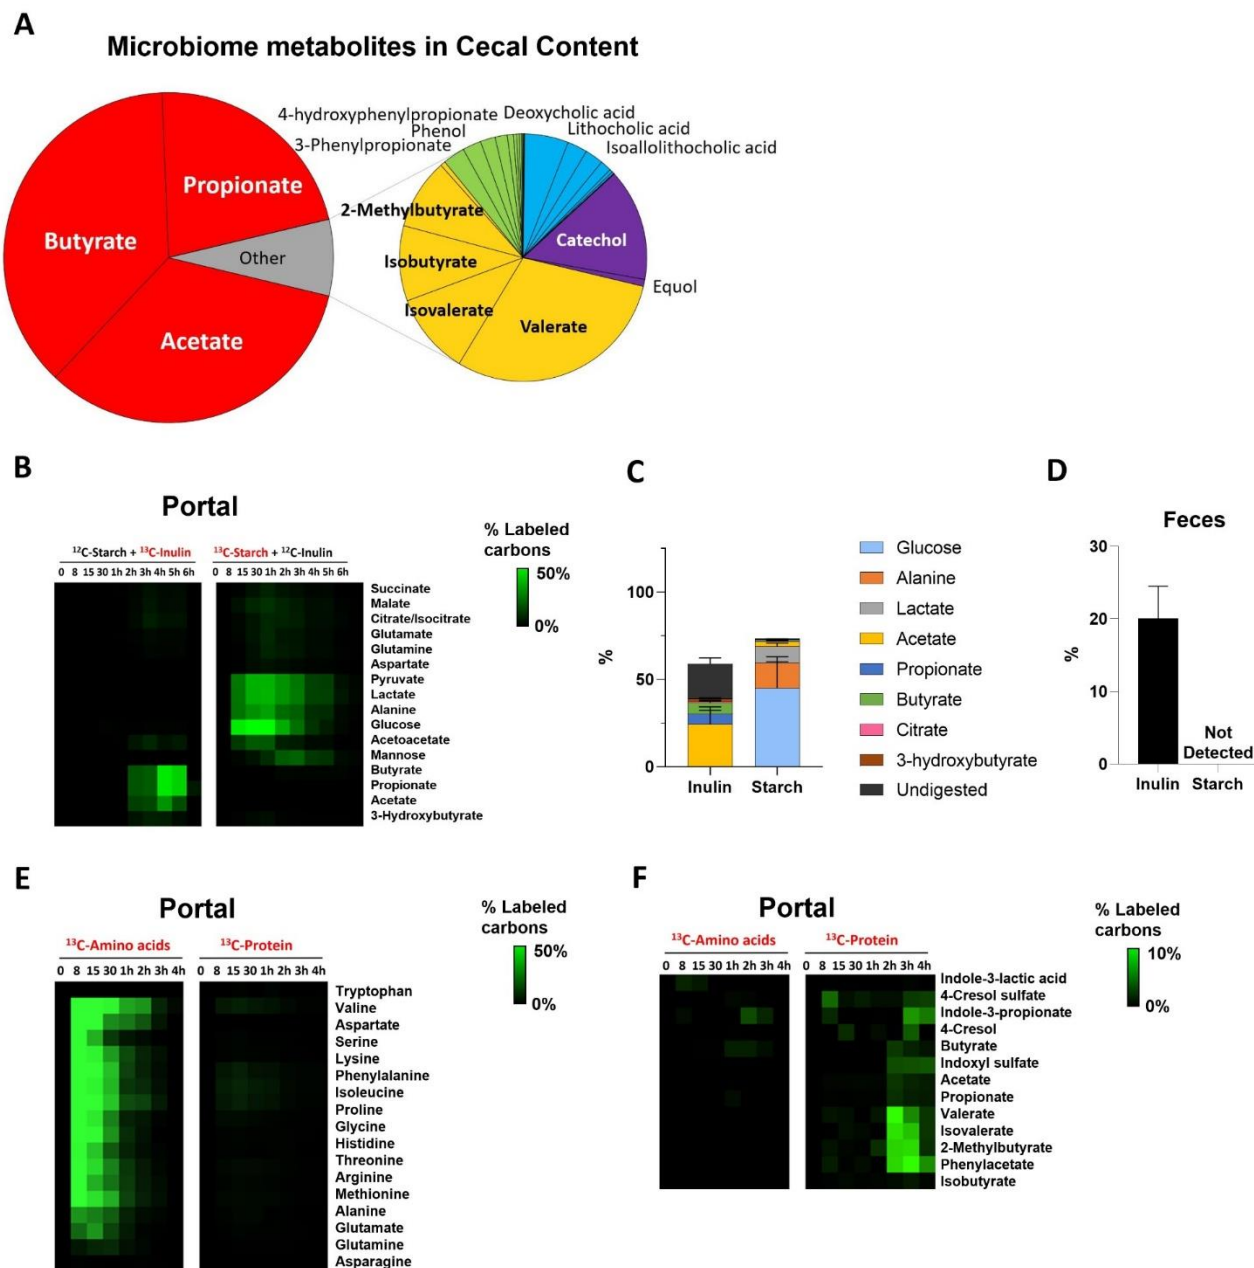 A
Microbiome metabolites in Cecal Content
4-hydroxyphenylpropionate
Deoxycholic acid
Phenol
Lithocholic acid
3-Phenylpropionate
Isoallolithocholic acid
Propionate
Butyrate
Other
Acetate
2-Methylbutyrate
Isobutyrate
Isovalerate
Valerate
Catechol
Equol
B
Portal
¹²C-Starch + ¹³C-Inulin
¹³C-Starch + ¹²C-Inulin
0 8 15 30 1h 2h 3h 4h 5h 6h
0 8 15 30 1h 2h 3h 4h 5h 6h
% Labeled
carbons
50%
0%
Succinate
Malate
Citrate/Isocitrate
Glutamate
Glutamine
Aspartate
Pyruvate
Lactate
Alanine
Glucose
Acetoacetate
Mannose
Butyrate
Propionate
Acetate
3-Hydroxybutyrate
C
%
100
50
0
Inulin Starch
Glucose
Alanine
Lactate
Acetate
Propionate
Butyrate
Citrate
3-hydroxybutyrate
Undigested
D
Feces
%
30
20
10
0
Not
Detected
Inulin Starch
E
Portal
¹³C-Amino acids
¹³C-Protein
0 8 15 30 1h 2h 3h 4h
0 8 15 30 1h 2h 3h 4h
% Labeled
carbons
50%
0%
Tryptophan
Valine
Aspartate
Serine
Lysine
Phenylalanine
Isoleucine
Proline
Glycine
Histidine
Threonine
Arginine
Methionine
Alanine
Glutamate
Glutamine
Asparagine
F
Portal
¹³C-Amino acids
¹³C-Protein
0 8 15 30 1h 2h 3h 4h
0 8 15 30 1h 2h 3h 4h
% Labeled
carbons
10%
0%
Indole-3-lactic acid
4-Cresol sulfate
Indole-3-propionate
4-Cresol
Butyrate
Indoxyl sulfate
Acetate
Propionate
Valerate
Isovalerate
2-Methylbutyrate
Phenylacetate
Isobutyrate